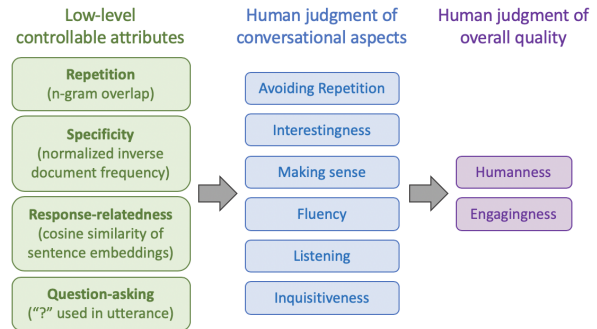 Low-level
controllable attributes
Repetition
(n-gram overlap)
Specificity
(normalized inverse
document frequency)
Response-relatedness
(cosine similarity of
sentence embeddings)
Question-asking
(“?” used in utterance)
Human judgment of
conversational aspects
Avoiding Repetition
Interestingness
Making sense
Fluency
Listening
Inquisitiveness
Human judgment of
overall quality
Humanness
Engagingness